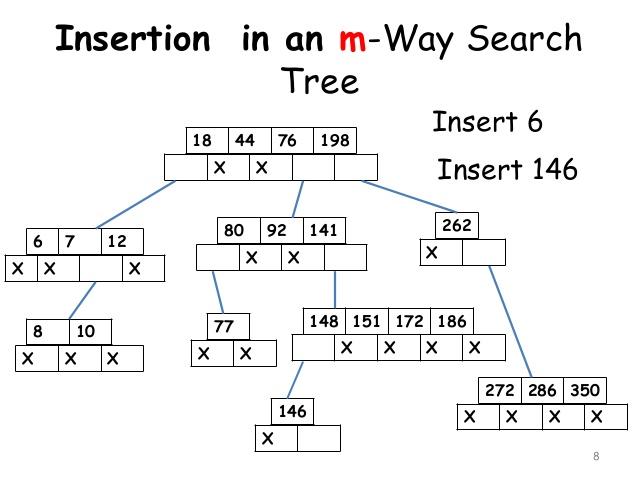 Insertion in an m-Way Search
Tree
Insert 6
Insert 146
18 44 76 198
X X
6 7 12
X X X
80 92 141
X X
262
X
8 10
X X X
77
X X
148 151 172 186
X X X X
146
X
272 286 350
X X X X
8